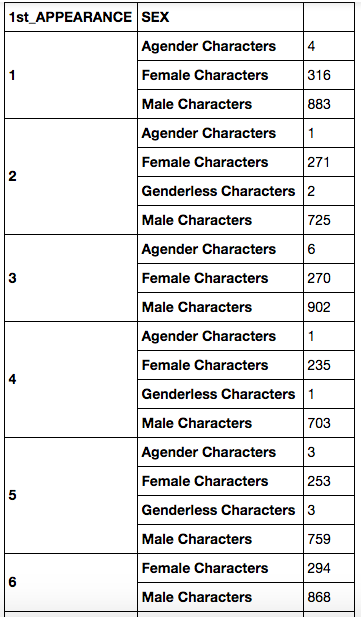 1st_APPEARANCE SEX
1 Agender Characters 4
Female Characters 316
Male Characters 883
2 Agender Characters 1
Female Characters 271
Genderless Characters 2
Male Characters 725
3 Agender Characters 6
Female Characters 270
Male Characters 902
4 Agender Characters 1
Female Characters 235
Genderless Characters 1
Male Characters 703
5 Agender Characters 3
Female Characters 253
Genderless Characters 3
Male Characters 759
6 Female Characters 294
Male Characters 868